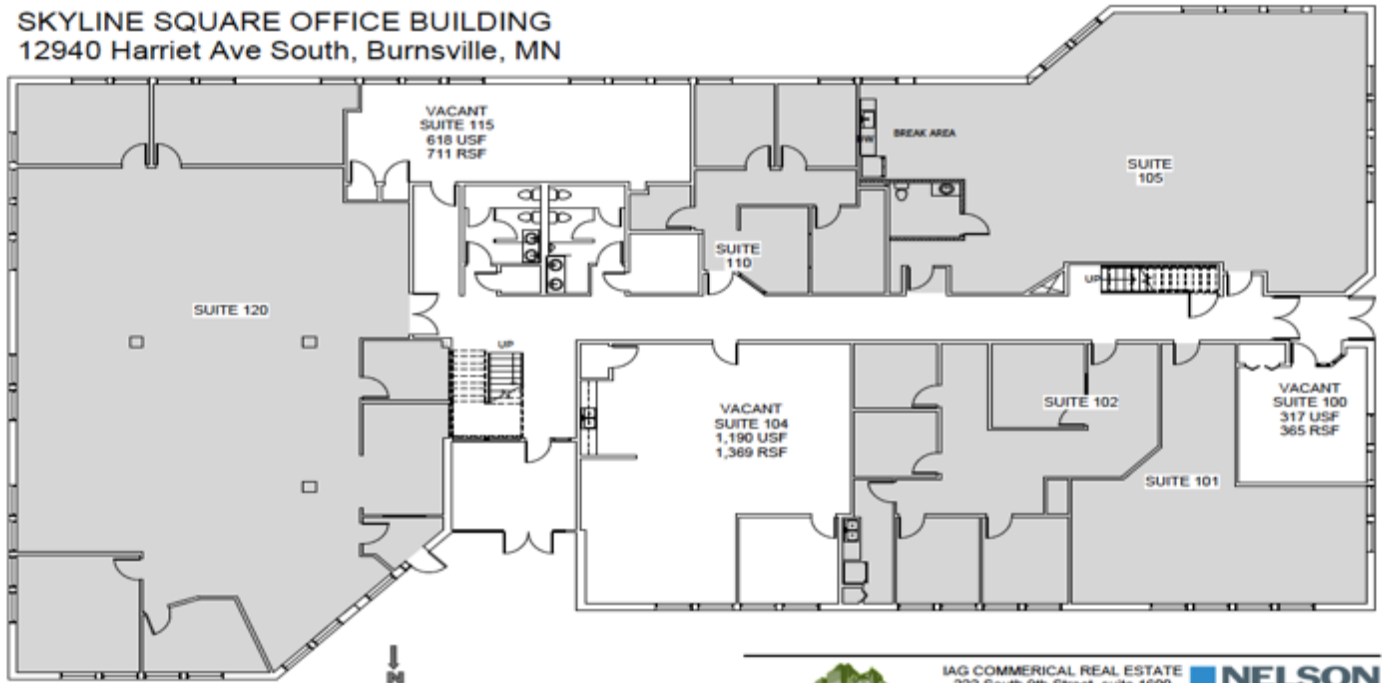 SKYLINE SQUARE OFFICE BUILDING
12940 Harriet Ave South, Burnsville, MN
VACANT
SUITE 115
618 USF
711 RSF
BREAK AREA
SUITE
105
SUITE
110
UP
SUITE 120
UP
VACANT
SUITE 104
1,190 USF
1,369 RSF
SUITE 102
VACANT
SUITE 100
317 USF
365 RSF
SUITE 101
N
IAG COMMERICAL REAL ESTATE
NELSON